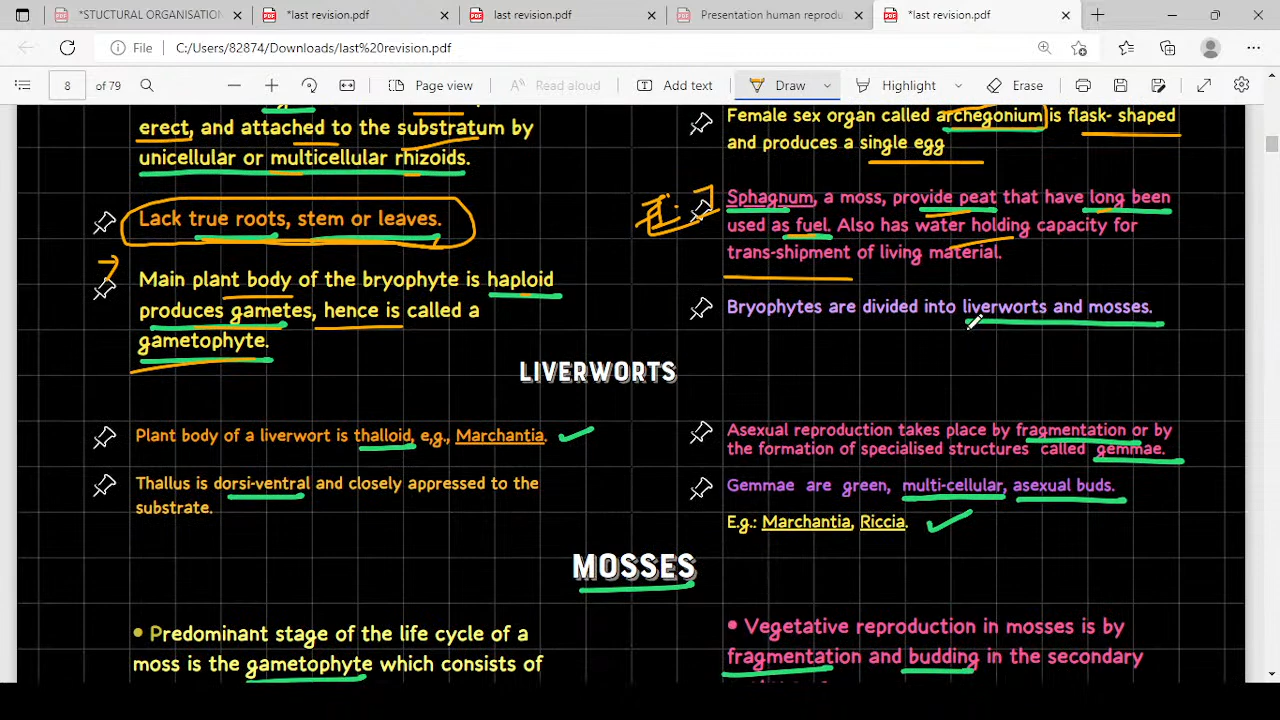 *STUCTURAL ORGANISATION
*last revision.pdf
last revision.pdf
Presentation human reprodu
*last revision.pdf
File
C:/Users/82874/Downloads/last%20revision.pdf
8
of 79
Page view
Read aloud
Add text
Draw
Highlight
Erase
erect, and attached to the substratum by
unicellular or multicellular rhizoids.
Lack true roots, stem or leaves.
Main plant body of the bryophyte is haploid
produces gametes, hence is called a
gametophyte.
Female sex organ called archegonium is flask- shaped
and produces a single egg
Sphagnum, a moss, provide peat that have long been
used as fuel. Also has water holding capacity for
trans-shipment of living material.
Bryophytes are divided into liverworts and mosses.
LIVERWORTS
Plant body of a liverwort is thalloid, e,g., Marchantia.
Thallus is dorsi-ventral and closely appressed to the
substrate.
Asexual reproduction takes place by fragmentation or by
the formation of specialised structures called gemmae.
Gemmae are green, multi-cellular, asexual buds.
E.g.: Marchantia, Riccia.
MOSSES
• Predominant stage of the life cycle of a
moss is the gametophyte which consists of
• Vegetative reproduction in mosses is by
fragmentation and budding in the secondary